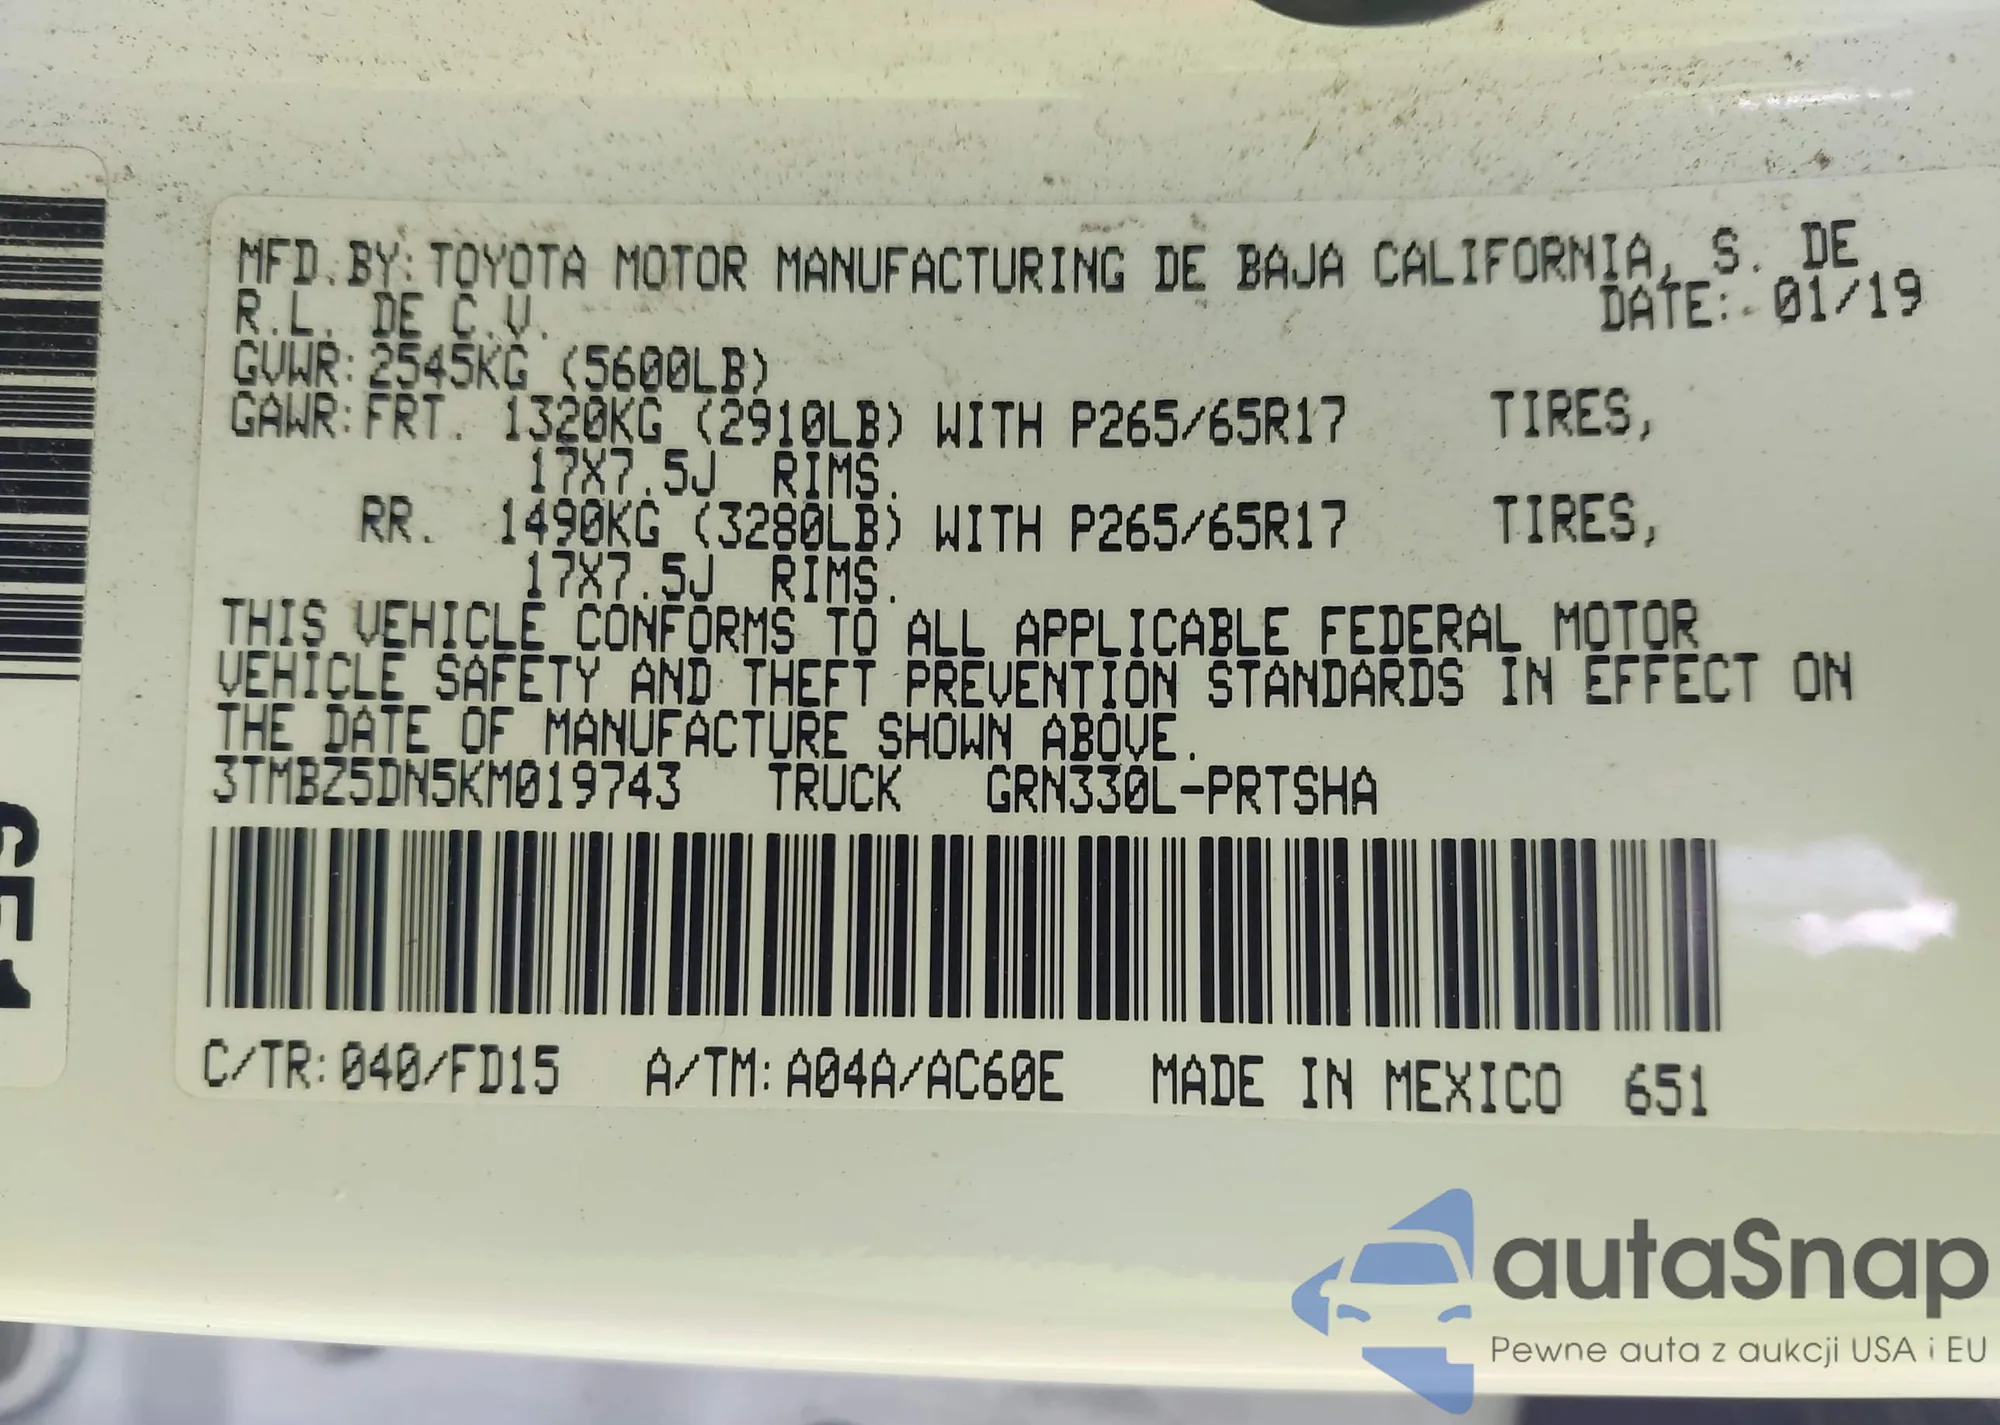 MFD.BY:TOYOTA MOTOR MANUFACTURING DE BAJA CALIFORNIA, S. DE
R.L. DE C.V.
DATE: 01/19
GVWR:2545KG (5600LB)
GAWR:FRT. 1320KG (2910LB) WITH P265/65R17 TIRES,
17X7.5J RIMS.
RR. 1490KG (3280LB) WITH P265/65R17 TIRES,
17X7.5J RIMS.
THIS VEHICLE CONFORMS TO ALL APPLICABLE FEDERAL MOTOR
VEHICLE SAFETY AND THEFT PREVENTION STANDARDS IN EFFECT ON
THE DATE OF MANUFACTURE SHOWN ABOVE.
3TMBZ5DN5KM019743 TRUCK GRN330L-PRTSHA
C/TR:040/FD15 A/TM:A04A/AC60E MADE IN MEXICO 651
651
autaSnap
Pewne auta z aukcji USA i EU